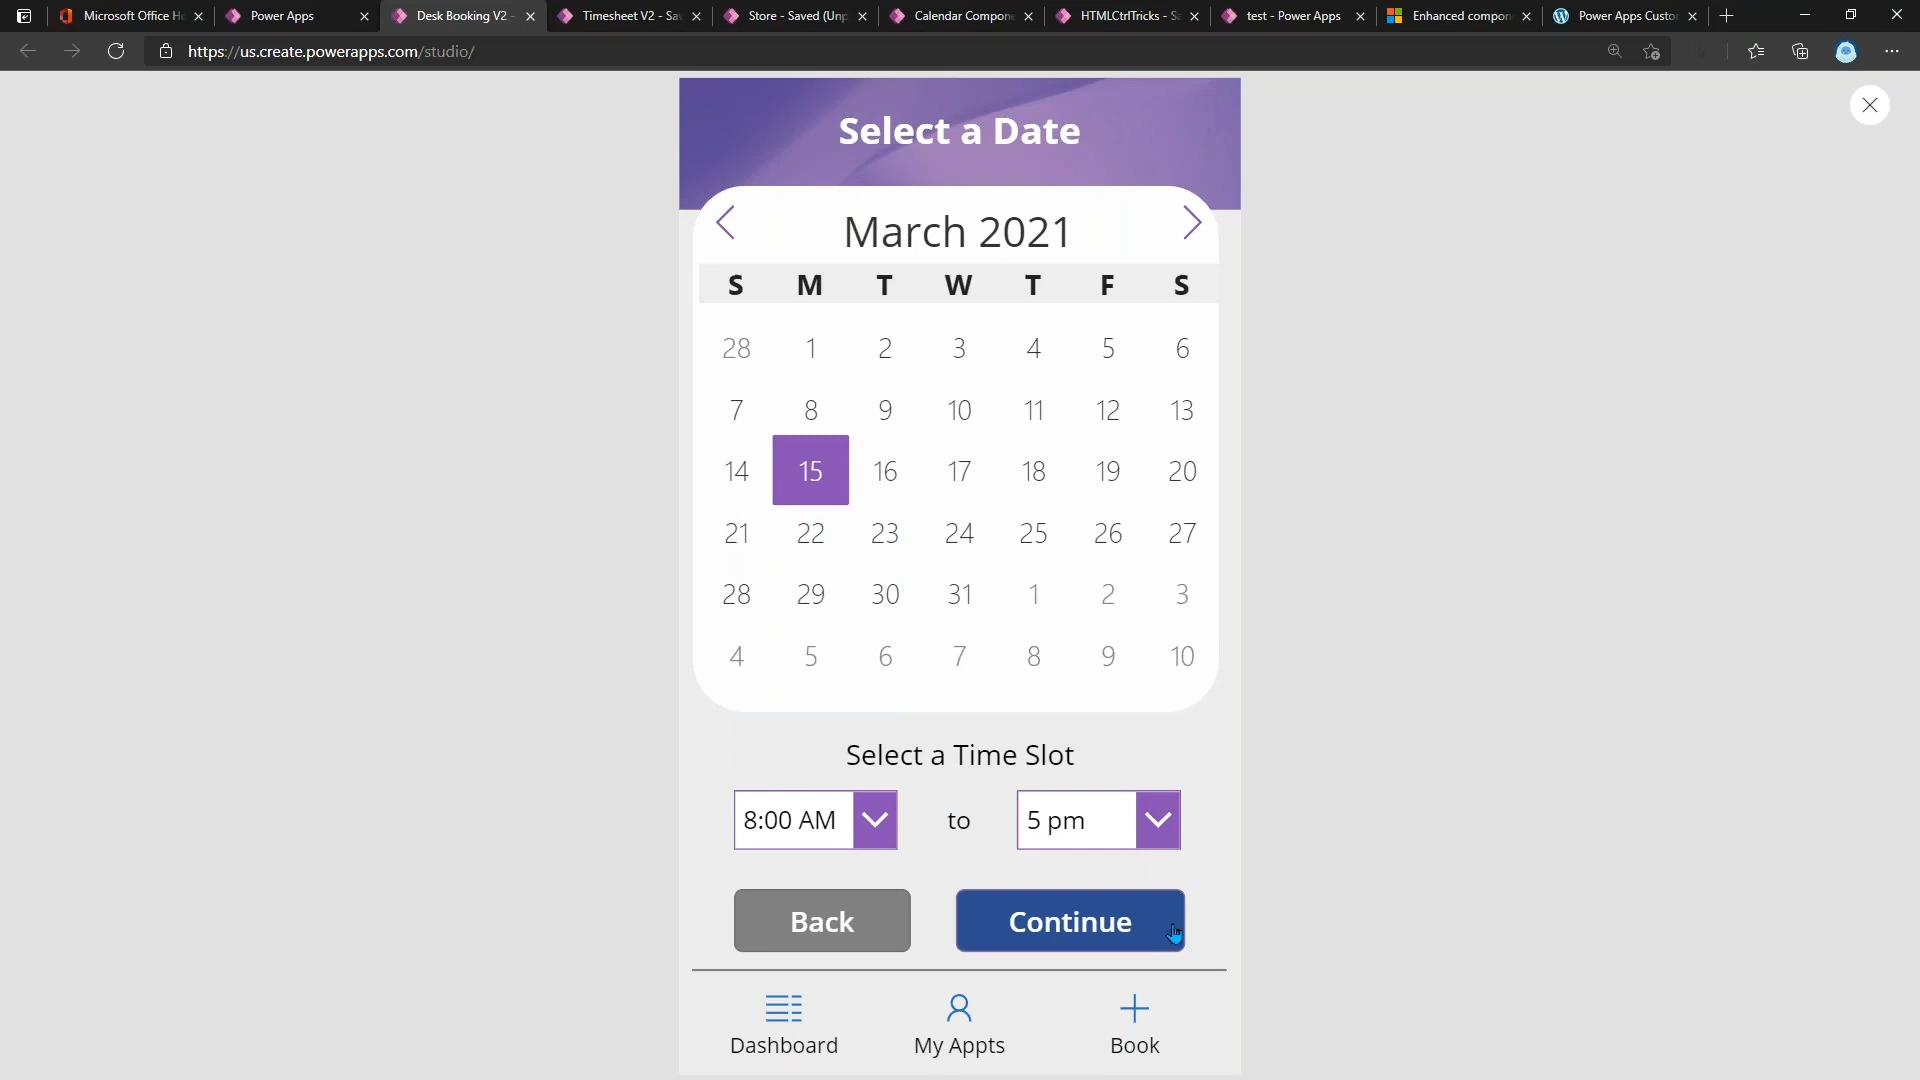 Microsoft Office H
Power Apps
Desk Booking V2 -
Timesheet V2 - Sa
Store - Saved (Unp
Calendar Compone
HTMLCtrlTricks - S
test - Power Apps
Enhanced compon
Power Apps Custo
https://us.create.powerapps.com/studio/
Select a Date
March 2021
S M T W T F S
28 1 2 3 4 5 6
7 8 9 10 11 12 13
14 15 16 17 18 19 20
21 22 23 24 25 26 27
28 29 30 31 1 2 3
4 5 6 7 8 9 10
Select a Time Slot
8:00 AM to 5 pm
Back Continue
Dashboard My Appts Book